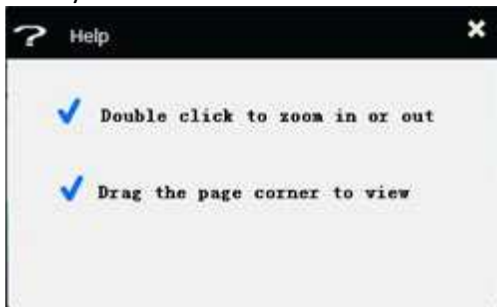 Help
Double click to zoom in or out
Drag the page corner to view